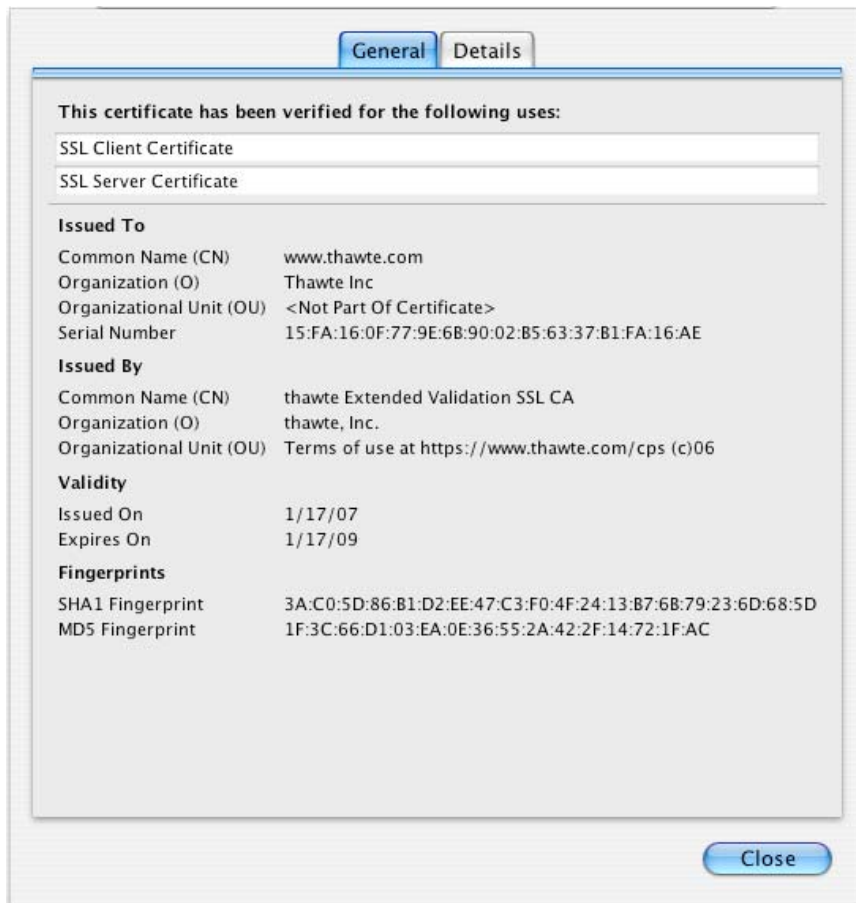 General Details
This certificate has been verified for the following uses:
SSL Client Certificate
SSL Server Certificate
Issued To
Common Name (CN) www.thawte.com
Organization (O) Thawte Inc
Organizational Unit (OU) <Not Part Of Certificate>
Serial Number 15:FA:16:0F:77:9E:6B:90:02:B5:63:37:B1:FA:16:AE
Issued By
Common Name (CN) thawte Extended Validation SSL CA
Organization (O) thawte, Inc.
Organizational Unit (OU) Terms of use at https://www.thawte.com/cps (c)06
Validity
Issued On 1/17/07
Expires On 1/17/09
Fingerprints
SHA1 Fingerprint 3A:C0:5D:86:B1:D2:EE:47:C3:F0:4F:24:13:B7:6B:79:23:6D:68:5D
MD5 Fingerprint 1F:3C:66:D1:03:EA:0E:36:55:2A:42:2F:14:72:1F:AC
Close